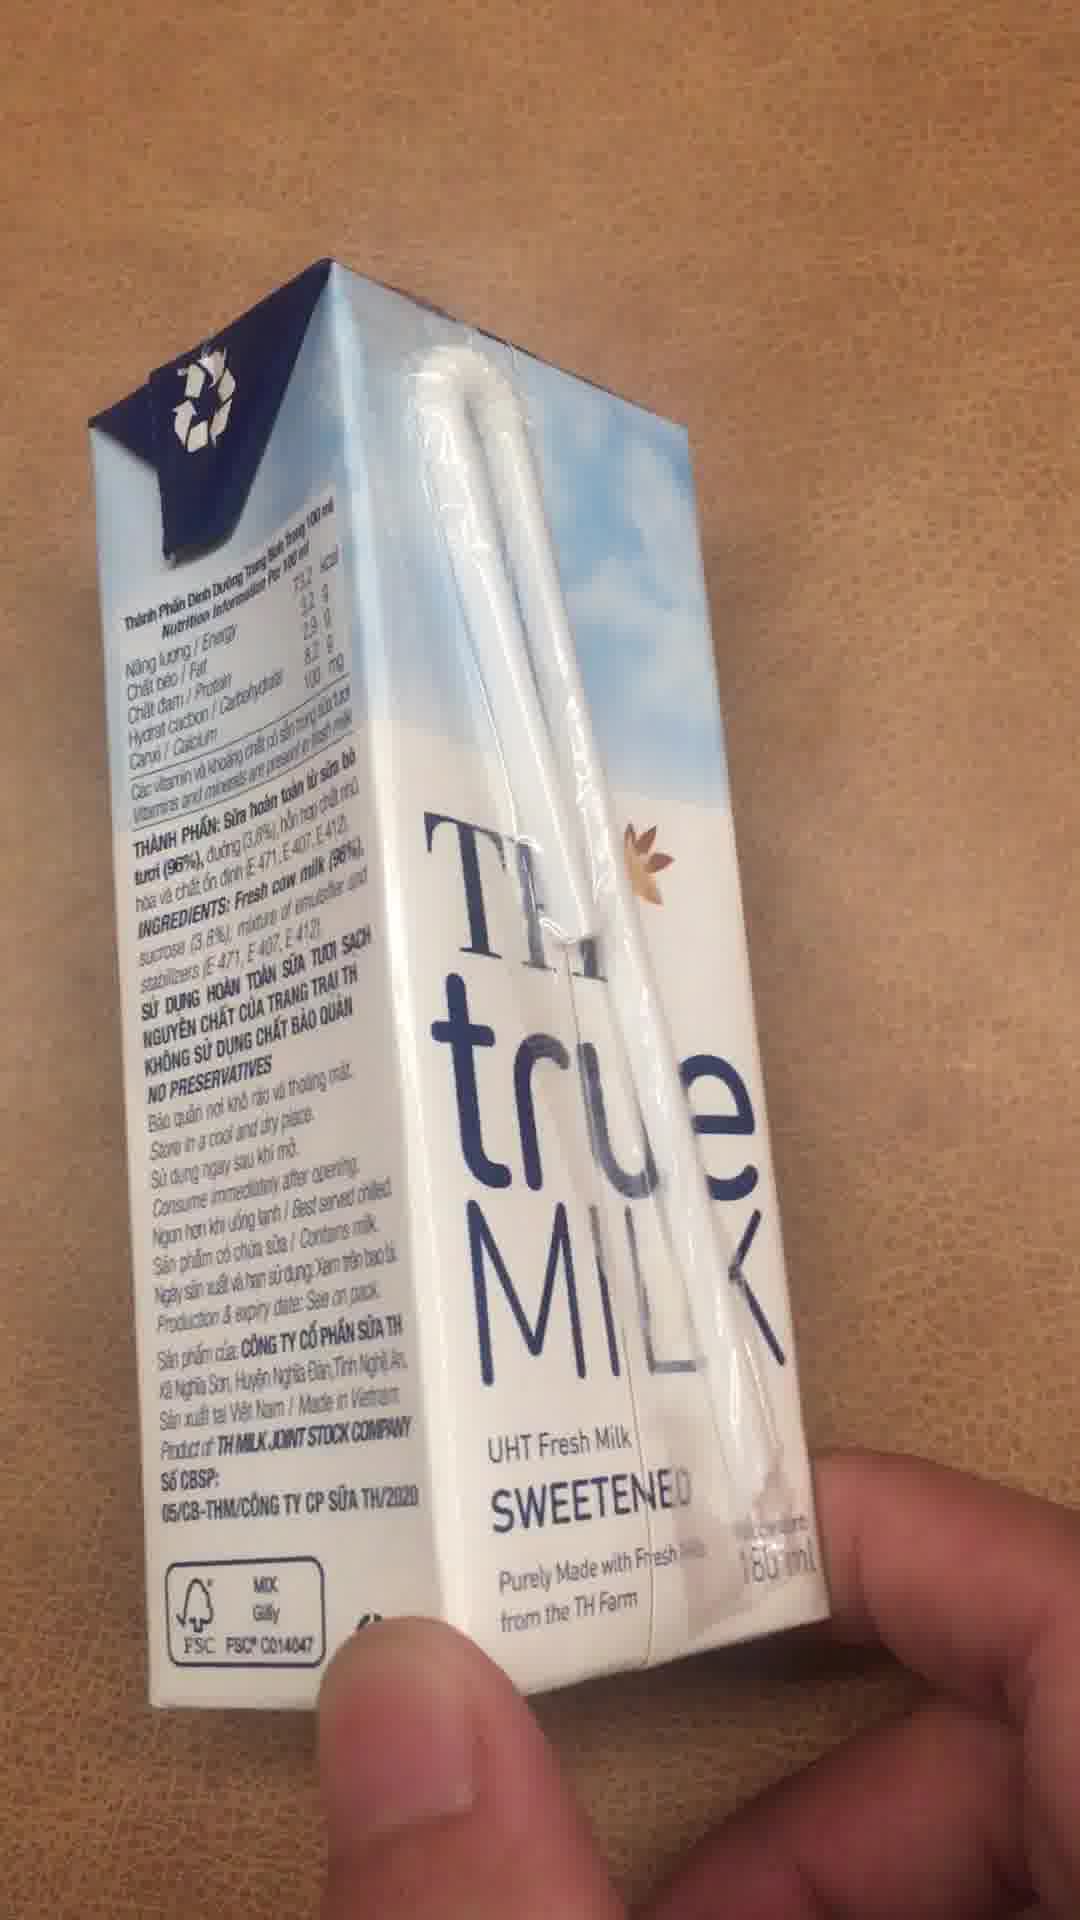 Thành Phần Dinh Dưỡng Trung Bình Trong 100 ml
Nutrition Information Per 100 ml
Năng lượng / Energy 73,2 kcal
Chất béo / Fat 3,2 g
Chất đạm / Protein 2,9 g
Hydrat cacbon / Carbohydrate 8,2 g
Canxi / Calcium 100 mg
Các vitamin và khoáng chất có sẵn trong sữa tươi
Vitamins and minerals are present in fresh milk
THÀNH PHẦN: Sữa hoàn toàn từ sữa bò
tươi (96%), đường (3,8%), hỗn hợp chất nhũ
hóa và chất ổn định (E 471, E 407, E 412).
INGREDIENTS: Fresh cow milk (96%),
sucrose (3,8%), mixture of emulsifier and
stabilizers (E 471, E 407, E 412).
SỬ DỤNG HOÀN TOÀN SỮA TƯƠI SẠCH
NGUYÊN CHẤT CỦA TRANG TRẠI TH
KHÔNG SỬ DỤNG CHẤT BẢO QUẢN
NO PRESERVATIVES
Bảo quản nơi khô ráo và thoáng mát.
Store in a cool and dry place.
Sử dụng ngay sau khi mở.
Consume immediately after opening.
Ngon hơn khi uống lạnh / Best served chilled.
Sản phẩm có chứa sữa / Contains milk.
Ngày sản xuất và hạn sử dụng: Xem trên bao bì.
Production & expiry date: See on pack.
Sản phẩm của: CÔNG TY CỔ PHẦN SỮA TH
Xã Nghĩa Sơn, Huyện Nghĩa Đàn, Tỉnh Nghệ An.
Sản xuất tại Việt Nam / Made in Vietnam
Product of TH MILK JOINT STOCK COMPANY
Số CBSP:
05/CB-THM/CÔNG TY CP SỮA TH/2020
MIX
Giấy
FSC FSC® C014047
TH
true
MILK
UHT Fresh Milk
SWEETENED
Purely Made with Fresh Milk
from the TH Farm
180 ml